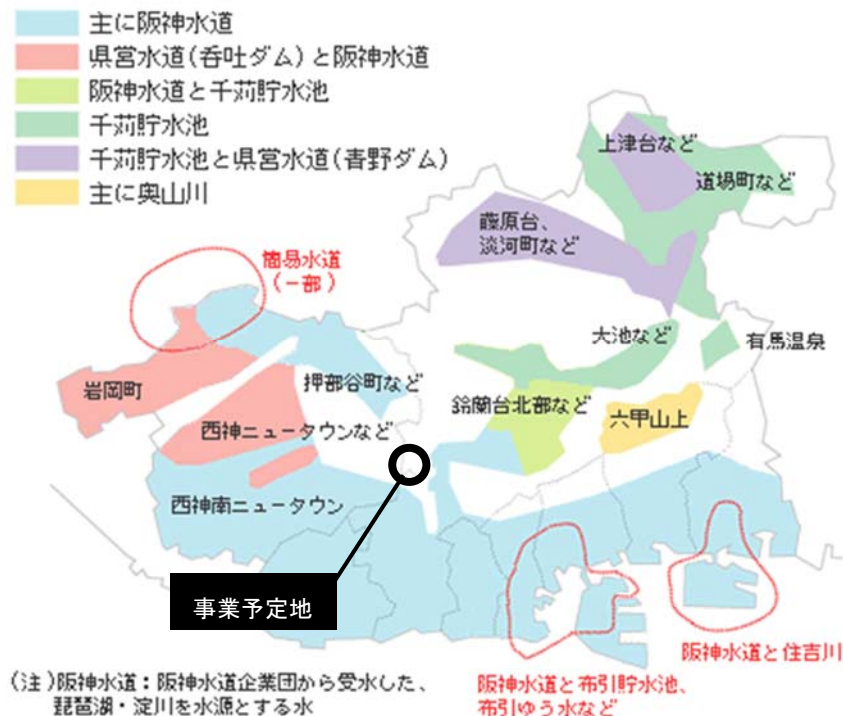 主に阪神水道
県営水道(呑吐ダム)と阪神水道
阪神水道と千苅貯水池
千苅貯水池
千苅貯水池と県営水道(青野ダム)
主に奥山川
上津台など
道場町など
藤原台、
淡河町など
簡易水道
(一部)
大池など
有馬温泉
岩岡町
押部谷町など
鈴蘭台北部など
六甲山上
西神ニュータウンなど
西神南ニュータウン
事業予定地
阪神水道と住吉川
(注)阪神水道：阪神水道企業団から受水した、
琵琶湖・淀川を水源とする水
阪神水道と布引貯水池、
布引ゆう水など